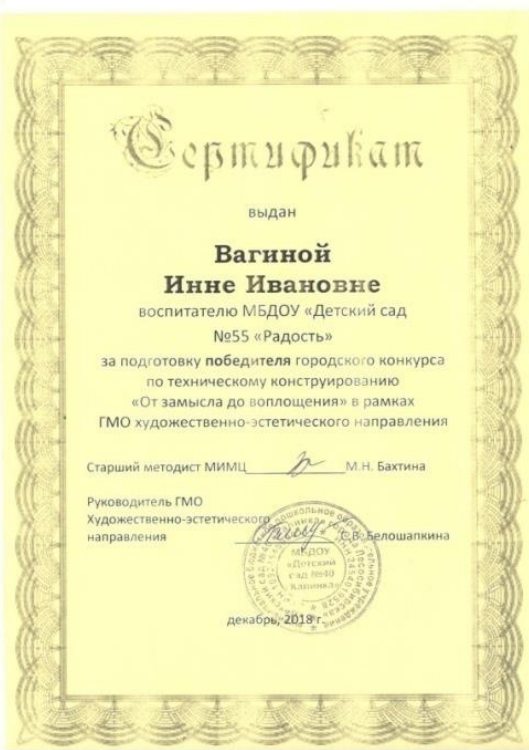 Сертификат
выдан
Вагиной
Инне Ивановне
воспитателю МБДОУ «Детский сад
№55 «Радость»
за подготовку победителя городского конкурса
по техническому конструированию
«От замысла до воплощения» в рамках
ГМО художественно-эстетического направления
Старший методист МИМЦ М.Н. Бахтина
Руководитель ГМО
Художественно-эстетического
направления С.В. Белошапкина
МБДОУ
«Детский
сад №40
Калинка»
декабрь, 2018 г.